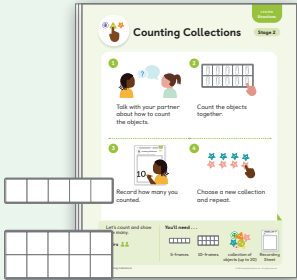 CENTER
Directions
Counting Collections
Stage 2
1
2
Talk with your partner
about how to count
the objects.
Count the objects
together.
3
4
10
Record how many you
counted.
Choose a new collection
and repeat.
Let's count and show
You'll need . . .
5-frames
10-frames
collection of
objects (up to 20)
Recording
Sheet